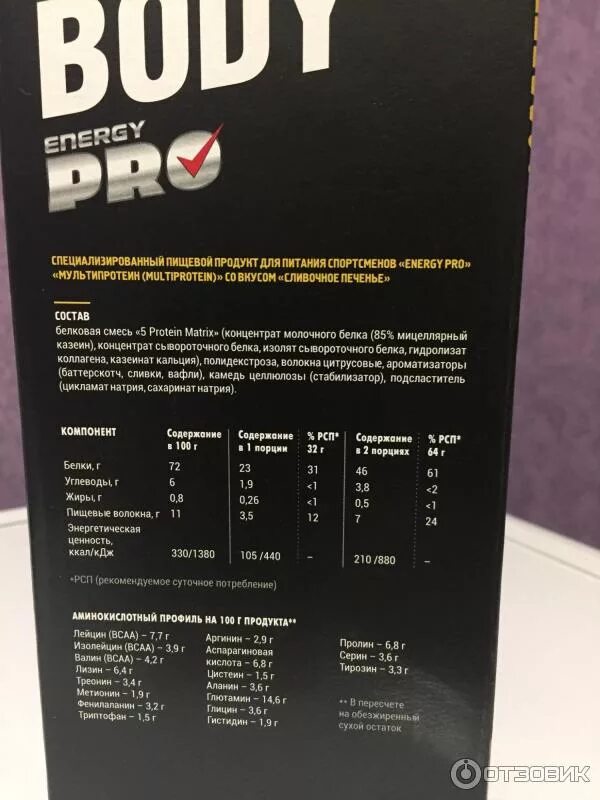 BODY
ENERGY
PRO
СПЕЦИАЛИЗИРОВАННЫЙ ПИЩЕВОЙ ПРОДУКТ ДЛЯ ПИТАНИЯ СПОРТСМЕНОВ «ENERGY PRO»
«МУЛЬТИПРОТЕИН (MULTIPROTEIN)» СО ВКУСОМ «СЛИВОЧНОЕ ПЕЧЕНЬЕ»
СОСТАВ
белковая смесь «5 Protein Matrix» (концентрат молочного белка (85% мицеллярный
казеин), концентрат сывороточного белка, изолят сывороточного белка, гидролизат
коллагена, казеинат кальция), полидекстроза, волокна цитрусовые, ароматизаторы
(баттерскотч, сливки, вафли), камедь целлюлозы (стабилизатор), подсластитель
(цикламат натрия, сахаринат натрия).
КОМПОНЕНТ Содержание в 100 г Содержание в 1 порции % РСП* 32 г Содержание в 2 порциях % РСП* 64 г
Белки, г 72 23 31 46 61
Углеводы, г 6 1,9 <1 3,8 <2
Жиры, г 0,8 0,26 <1 0,5 <1
Пищевые волокна, г 11 3,5 12 7 24
Энергетическая
ценность,
ккал/кДж 330/1380 105 /440 – 210 /880 –
*РСП (рекомендуемое суточное потребление)
АМИНОКИСЛОТНЫЙ ПРОФИЛЬ НА 100 Г ПРОДУКТА**
Лейцин (BCAA) – 7,7 г
Изолейцин (BCAA) – 3,9 г
Валин (BCAA) – 4,2 г
Лизин – 6,4 г
Треонин – 3,4 г
Метионин – 1,9 г
Фенилаланин – 3,2 г
Триптофан – 1,5 г
Аргинин – 2,9 г
Аспарагиновая
кислота – 6,8 г
Цистеин – 1,5 г
Аланин – 3,6 г
Глютамин – 14,6 г
Глицин – 3,6 г
Гистидин – 1,9 г
Пролин – 6,8 г
Серин – 3,6 г
Тирозин – 3,3 г
** В пересчете
на обезжиренный
сухой остаток
ОТЗОВИК